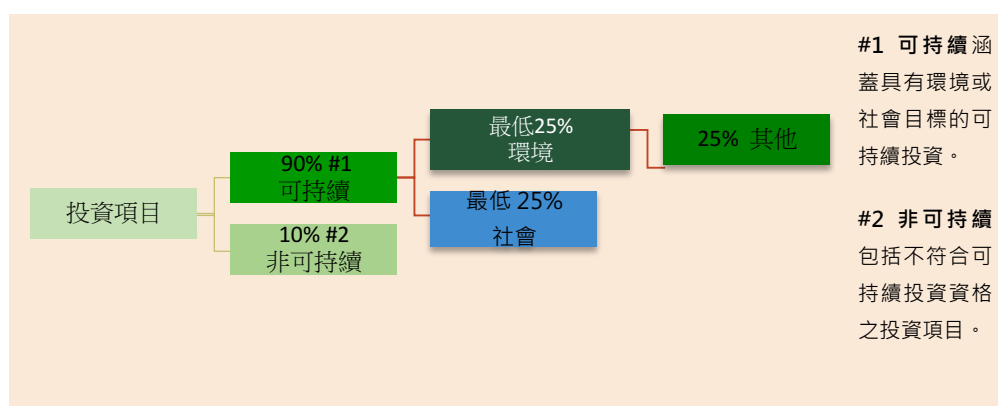 投資項目
90% #1
可持續
10% #2
非可持續
最低25%
環境
最低 25%
社會
25% 其他
#1 可持續涵
蓋具有環境或
社會目標的可
持續投資。
#2 非可持續
包括不符合可
持續投資資格
之投資項目。